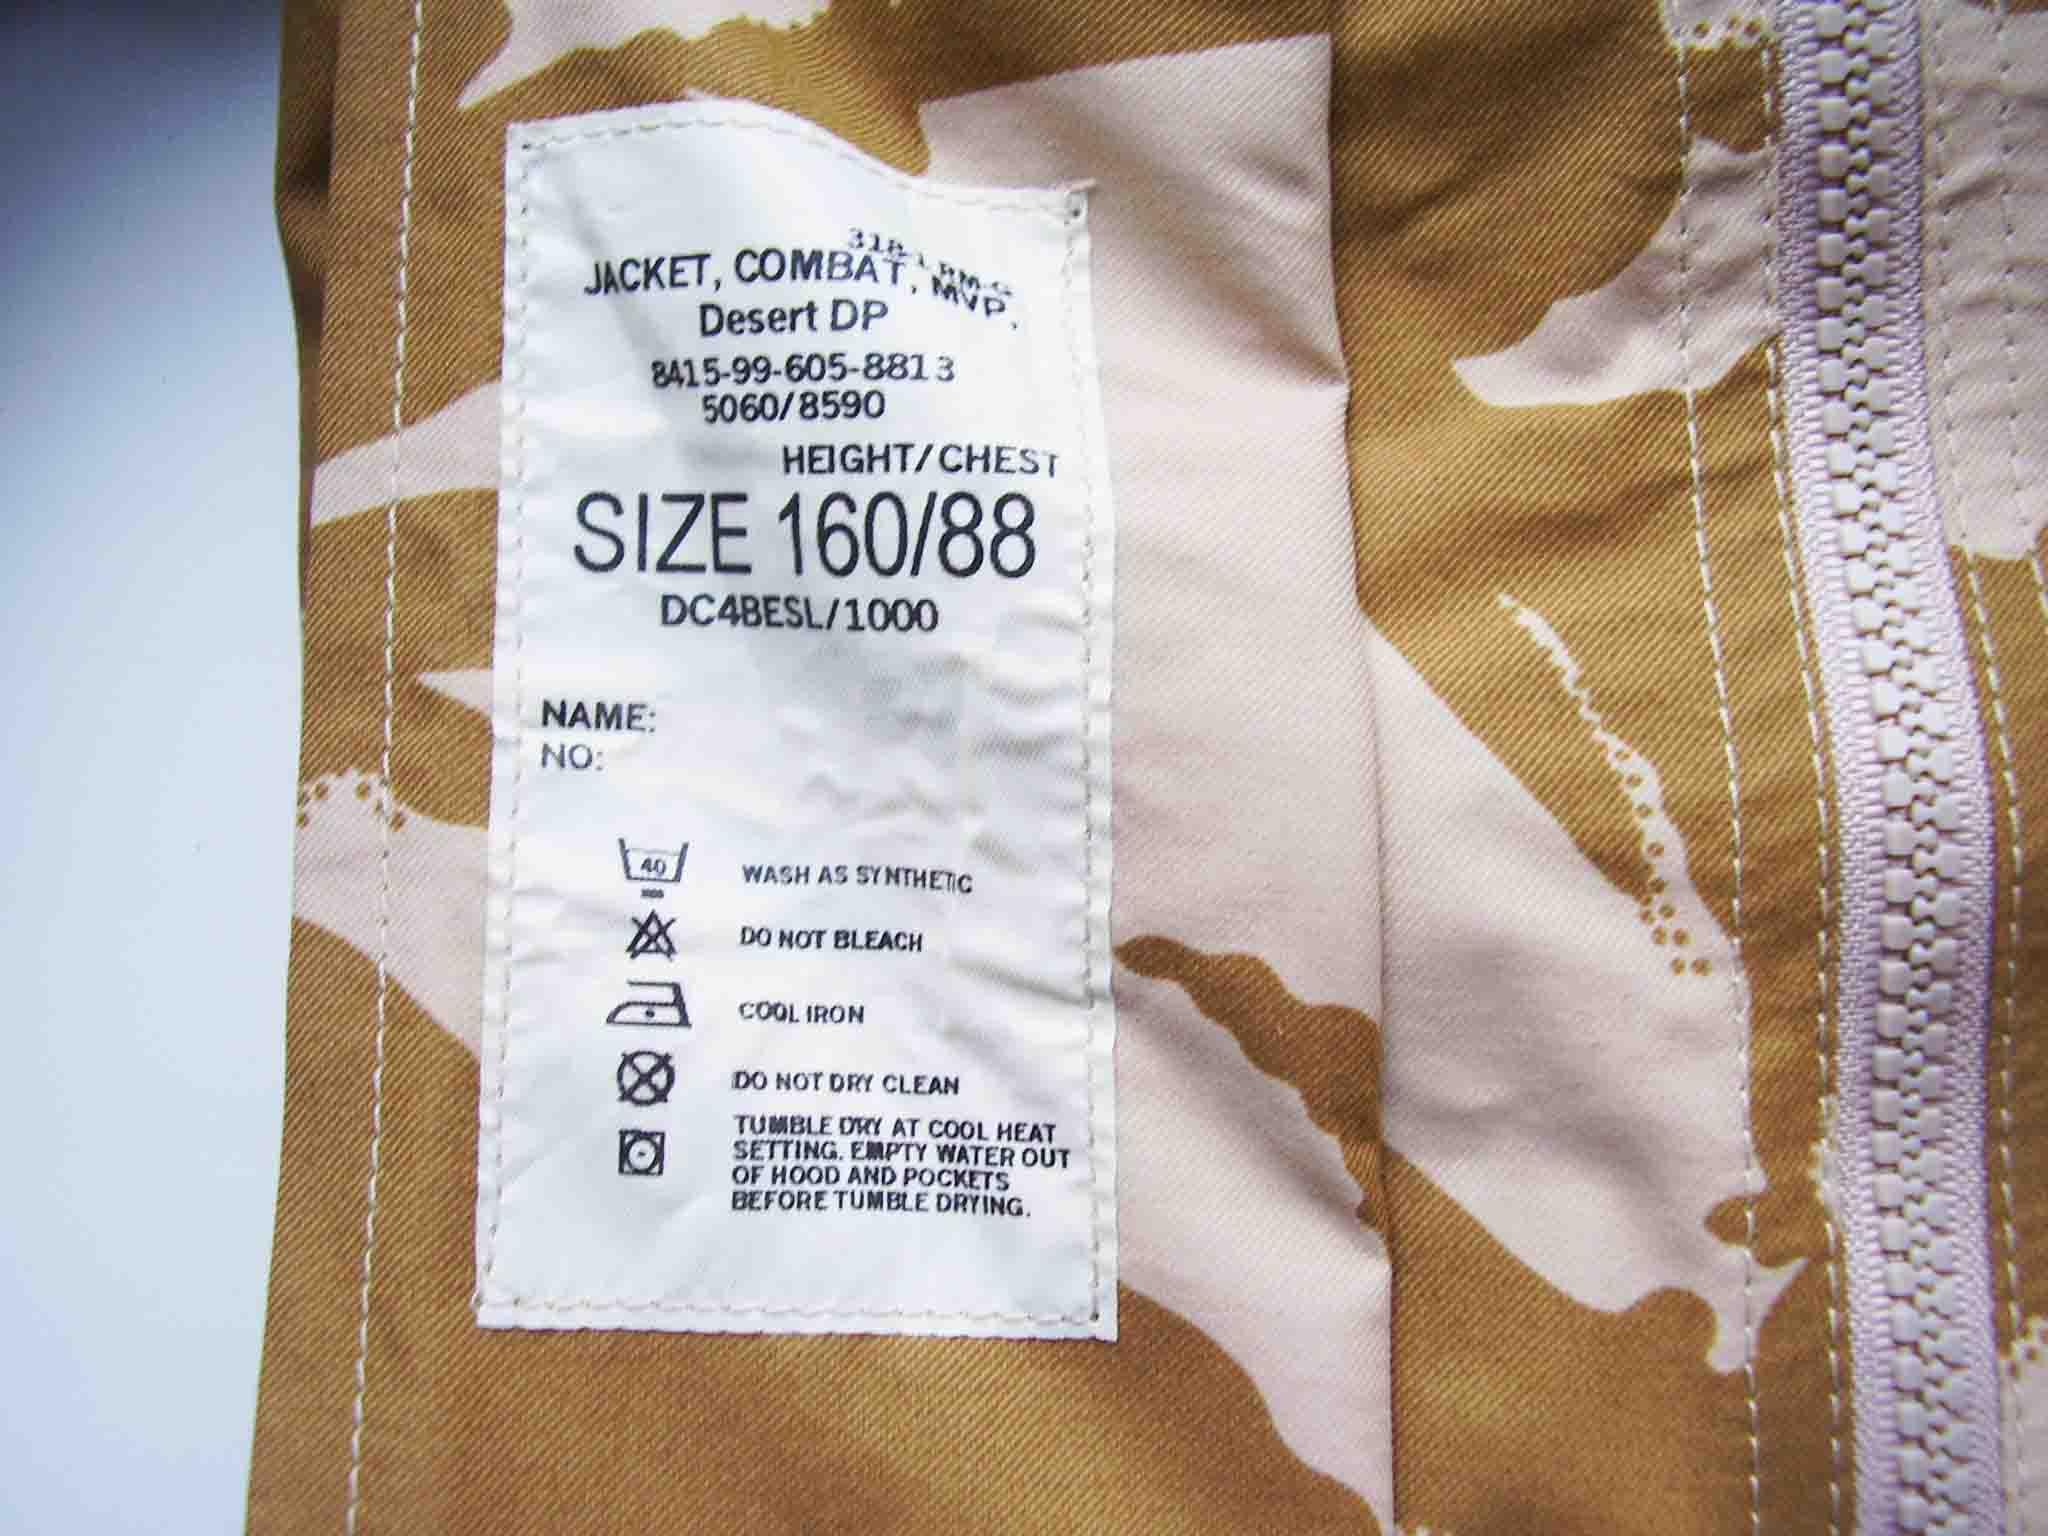 JACKET, COMBAT, MVP.
Desert DP
8415-99-605-8813
5060/8590
HEIGHT/CHEST
SIZE 160/88
DC4BESL/1000
NAME:
NO:
40
WASH AS SYNTHETIC
DO NOT BLEACH
COOL IRON
DO NOT DRY CLEAN
TUMBLE DRY AT COOL HEAT
SETTING. EMPTY WATER OUT
OF HOOD AND POCKETS
BEFORE TUMBLE DRYING.